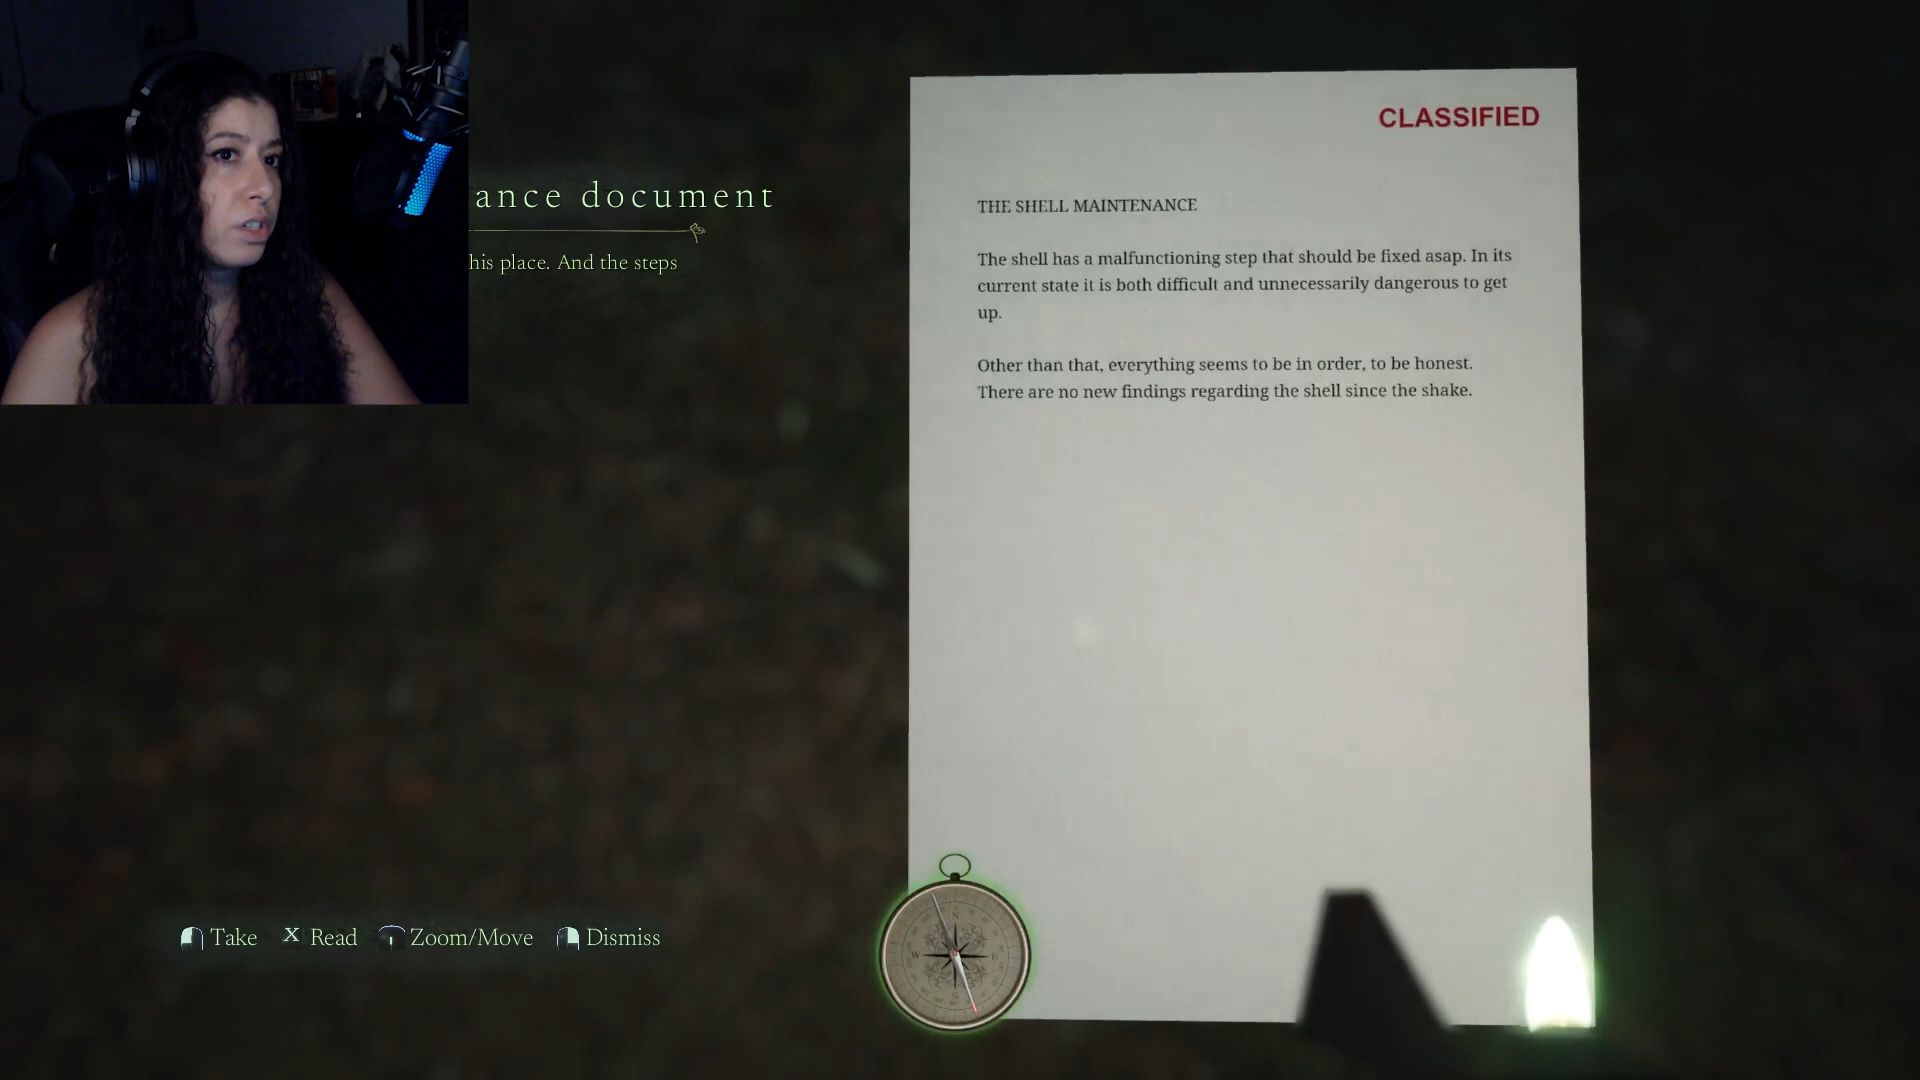 ance document
his place. And the steps
CLASSIFIED
THE SHELL MAINTENANCE
The shell has a malfunctioning step that should be fixed asap. In its
current state it is both difficult and unnecessarily dangerous to get
up.
Other than that, everything seems to be in order, to be honest.
There are no new findings regarding the shell since the shake.
N
W E
S
Take X Read Zoom/Move Dismiss